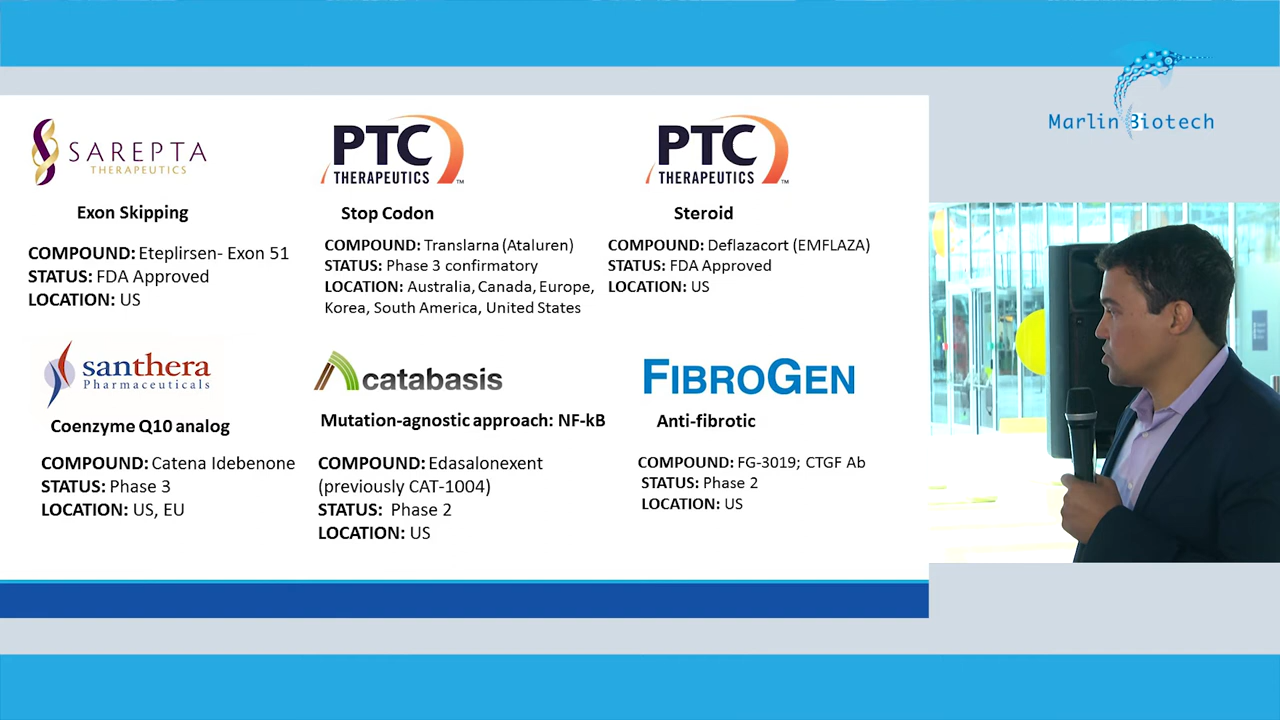 Marlin Biotech
SAREPTA
THERAPEUTICS
Exon Skipping
COMPOUND: Eteplirsen- Exon 51
STATUS: FDA Approved
LOCATION: US
PTC
THERAPEUTICS™
Stop Codon
COMPOUND: Translarna (Ataluren)
STATUS: Phase 3 confirmatory
LOCATION: Australia, Canada, Europe,
Korea, South America, United States
PTC
THERAPEUTICS™
Steroid
COMPOUND: Deflazacort (EMFLAZA)
STATUS: FDA Approved
LOCATION: US
santhera
Pharmaceuticals
Coenzyme Q10 analog
COMPOUND: Catena Idebenone
STATUS: Phase 3
LOCATION: US, EU
catabasis
Mutation-agnostic approach: NF-kB
COMPOUND: Edasalonexent
(previously CAT-1004)
STATUS: Phase 2
LOCATION: US
FIBROGEN
Anti-fibrotic
COMPOUND: FG-3019; CTGF Ab
STATUS: Phase 2
LOCATION: US